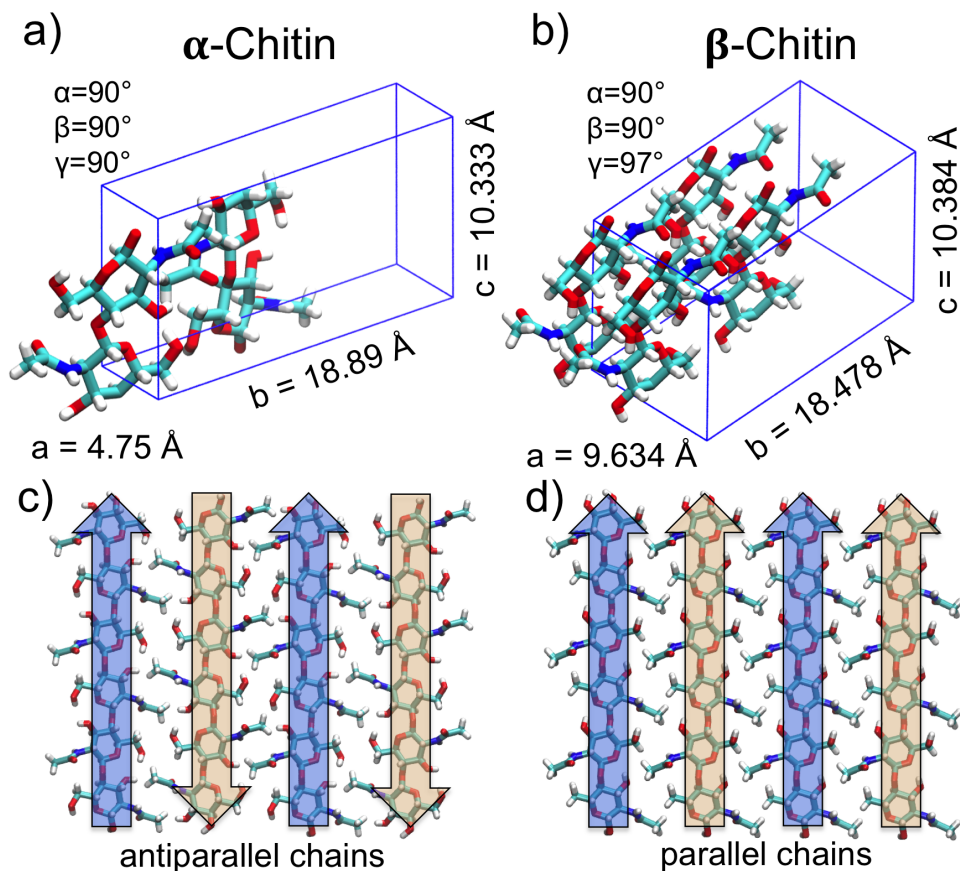 a)
α-Chitin
α=90°
β=90°
γ=90°
c = 10.333 Å
b = 18.89 Å
a = 4.75 Å
b)
β-Chitin
α=90°
β=90°
γ=97°
c = 10.384 Å
b = 18.478 Å
a = 9.634 Å
c)
antiparallel chains
d)
parallel chains